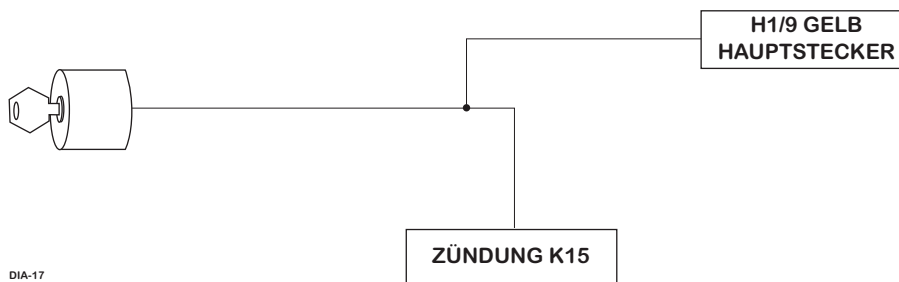 H1/9 GELB
HAUPTSTECKER
ZÜNDUNG K15
DIA-17